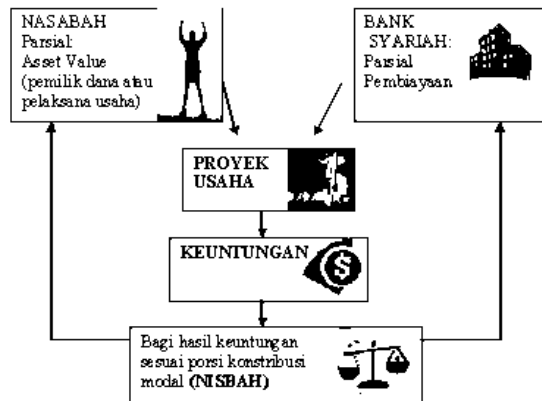 NASABAH
Parsial:
Asset Value
(pemilik dana atau
pelaksana usaha)
BANK
SYARIAH:
Parsial
Pembiayaan
PROYEK
USAHA
KEUNTUNGAN
$
Bagi hasil keuntungan
sesuai porsi konstribusi
modal (NISBAH)